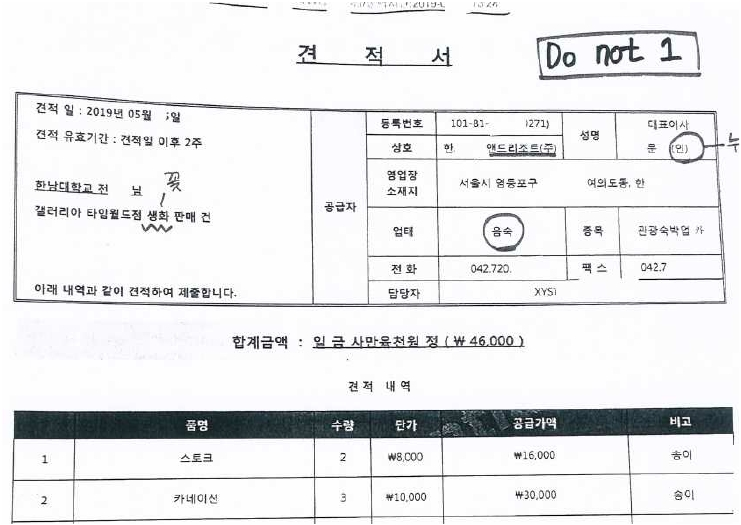 견 적 서
Do not 1
견적 일 : 2019년 05월 일
견적 유효기간 : 견적일 이후 2주
한남대학교 전 님
꽃
갤러리아 타임월드점 생화 판매 건
아래 내역과 같이 견적하여 제출합니다.
공급자
등록번호 101-81- 1271) 성명 대표이사
상호 한 앤드리조트(주) 문 (인)
영업장 소재지 서울시 영등포구 여의도동, 한
업태 음숙 종목 관광숙박업
전 화 042.720. 팩 스 042.7
담당자 XYSI
합계금액 : 일 금 사만육천원 정 ( ₩ 46,000 )
견 적 내 역
품명 수량 단가 공급가액 비고
1 스토크 2 ₩8,000 ₩16,000 송이
2 카네이션 3 ₩10,000 ₩30,000 송이